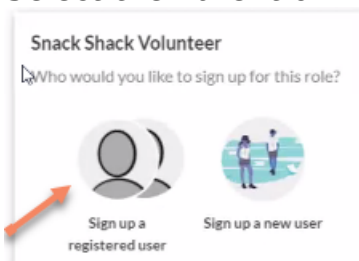 Snack Shack Volunteer
Who would you like to sign up for this role?
Sign up a
registered user
Sign up a new user